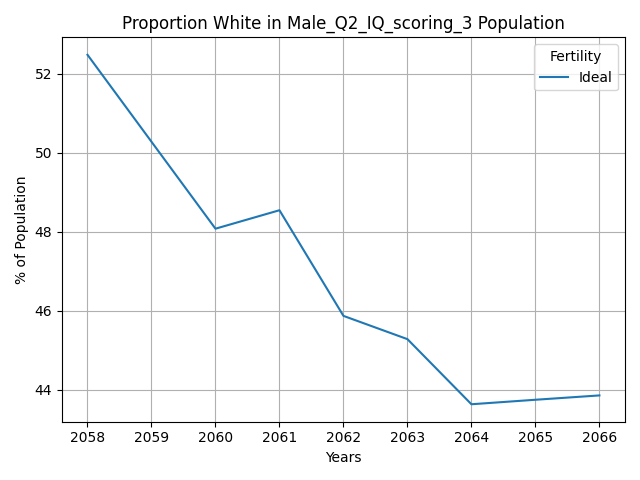 Proportion White in Male_Q2_IQ_scoring_3 Population
Fertility
Ideal
% of Population
52
50
48
46
44
2058 2059 2060 2061 2062 2063 2064 2065 2066
Years